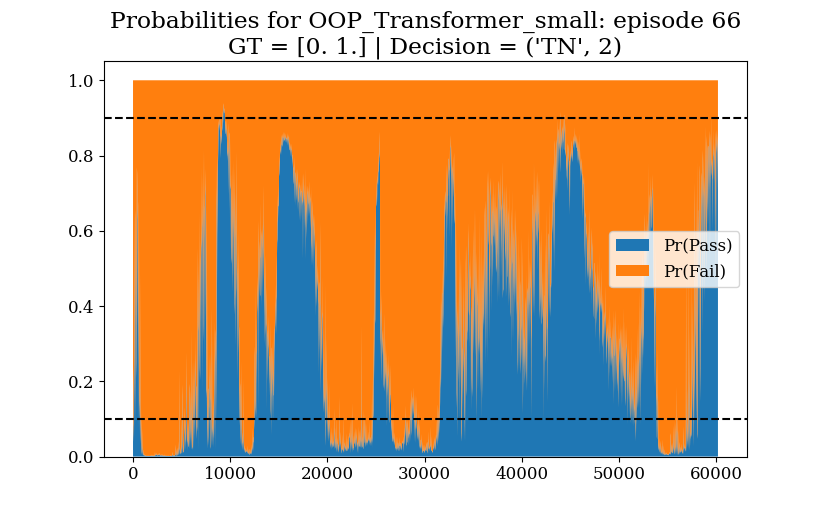 Probabilities for OOP_Transformer_small: episode 66
GT = [0. 1.] | Decision = ('TN', 2)
1.0
0.8
0.6
0.4
0.2
0.0
Pr(Pass)
Pr(Fail)
0 10000 20000 30000 40000 50000 60000